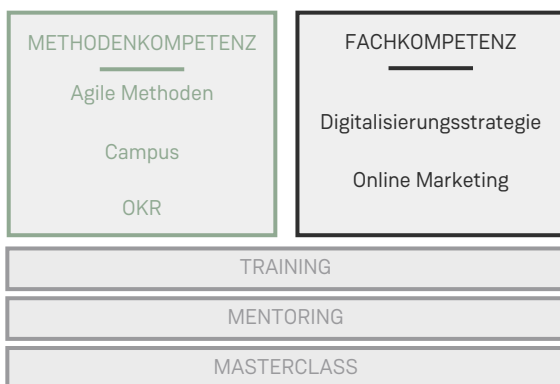 METHODENKOMPETENZ
Agile Methoden
Campus
OKR
FACHKOMPETENZ
Digitalisierungsstrategie
Online Marketing
TRAINING
MENTORING
MASTERCLASS